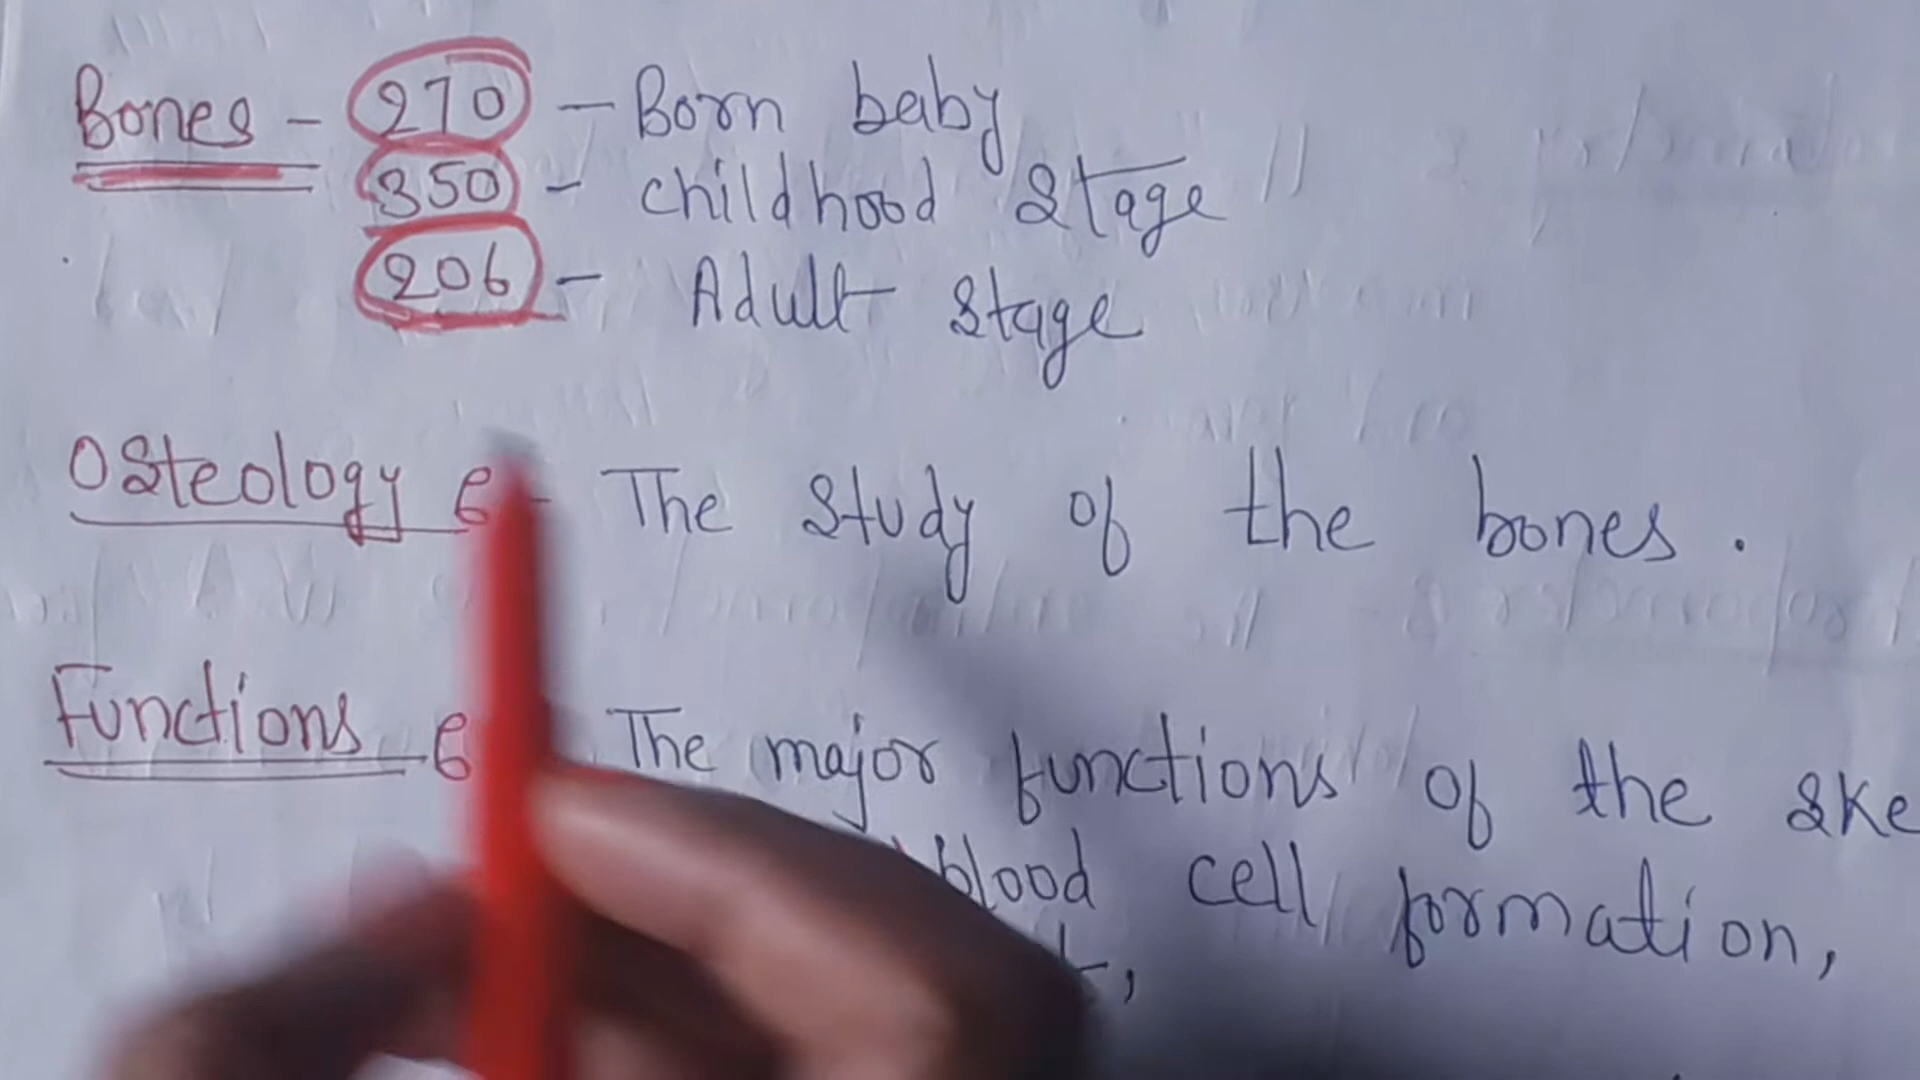 Bones - 270 - Born baby
350 - childhood stage
206 - Adult stage
Osteology :- The study of the bones.
Functions The major functions of the ske
blood cell formation,